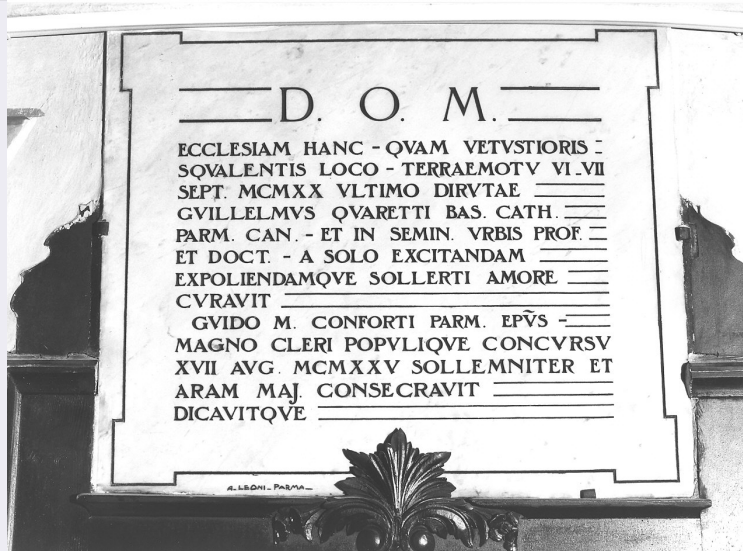 D. O. M.
ECCLESIAM HANC - QVAM VETVSTIORIS -
SQVALENTIS LOCO - TERRAEMOTV VI-VII
SEPT. MCMXX VLTIMO DIRVTAE
GVILLELMVS QVARETTI BAS. CATH.
PARM. CAN. - ET IN SEMIN. VRBIS PROF.
ET DOCT. - A SOLO EXCITANDAM
EXPOLIENDAMQVE SOLLERTI AMORE
CVRAVIT
GVIDO M. CONFORTI PARM. EPV̄S -
MAGNO CLERI POPVLIQVE CONCVRSV
XVII AVG. MCMXXV SOLLEMNITER ET
ARAM MAJ. CONSECRAVIT
DICAVITQVE
A. LEONI - PARMA -